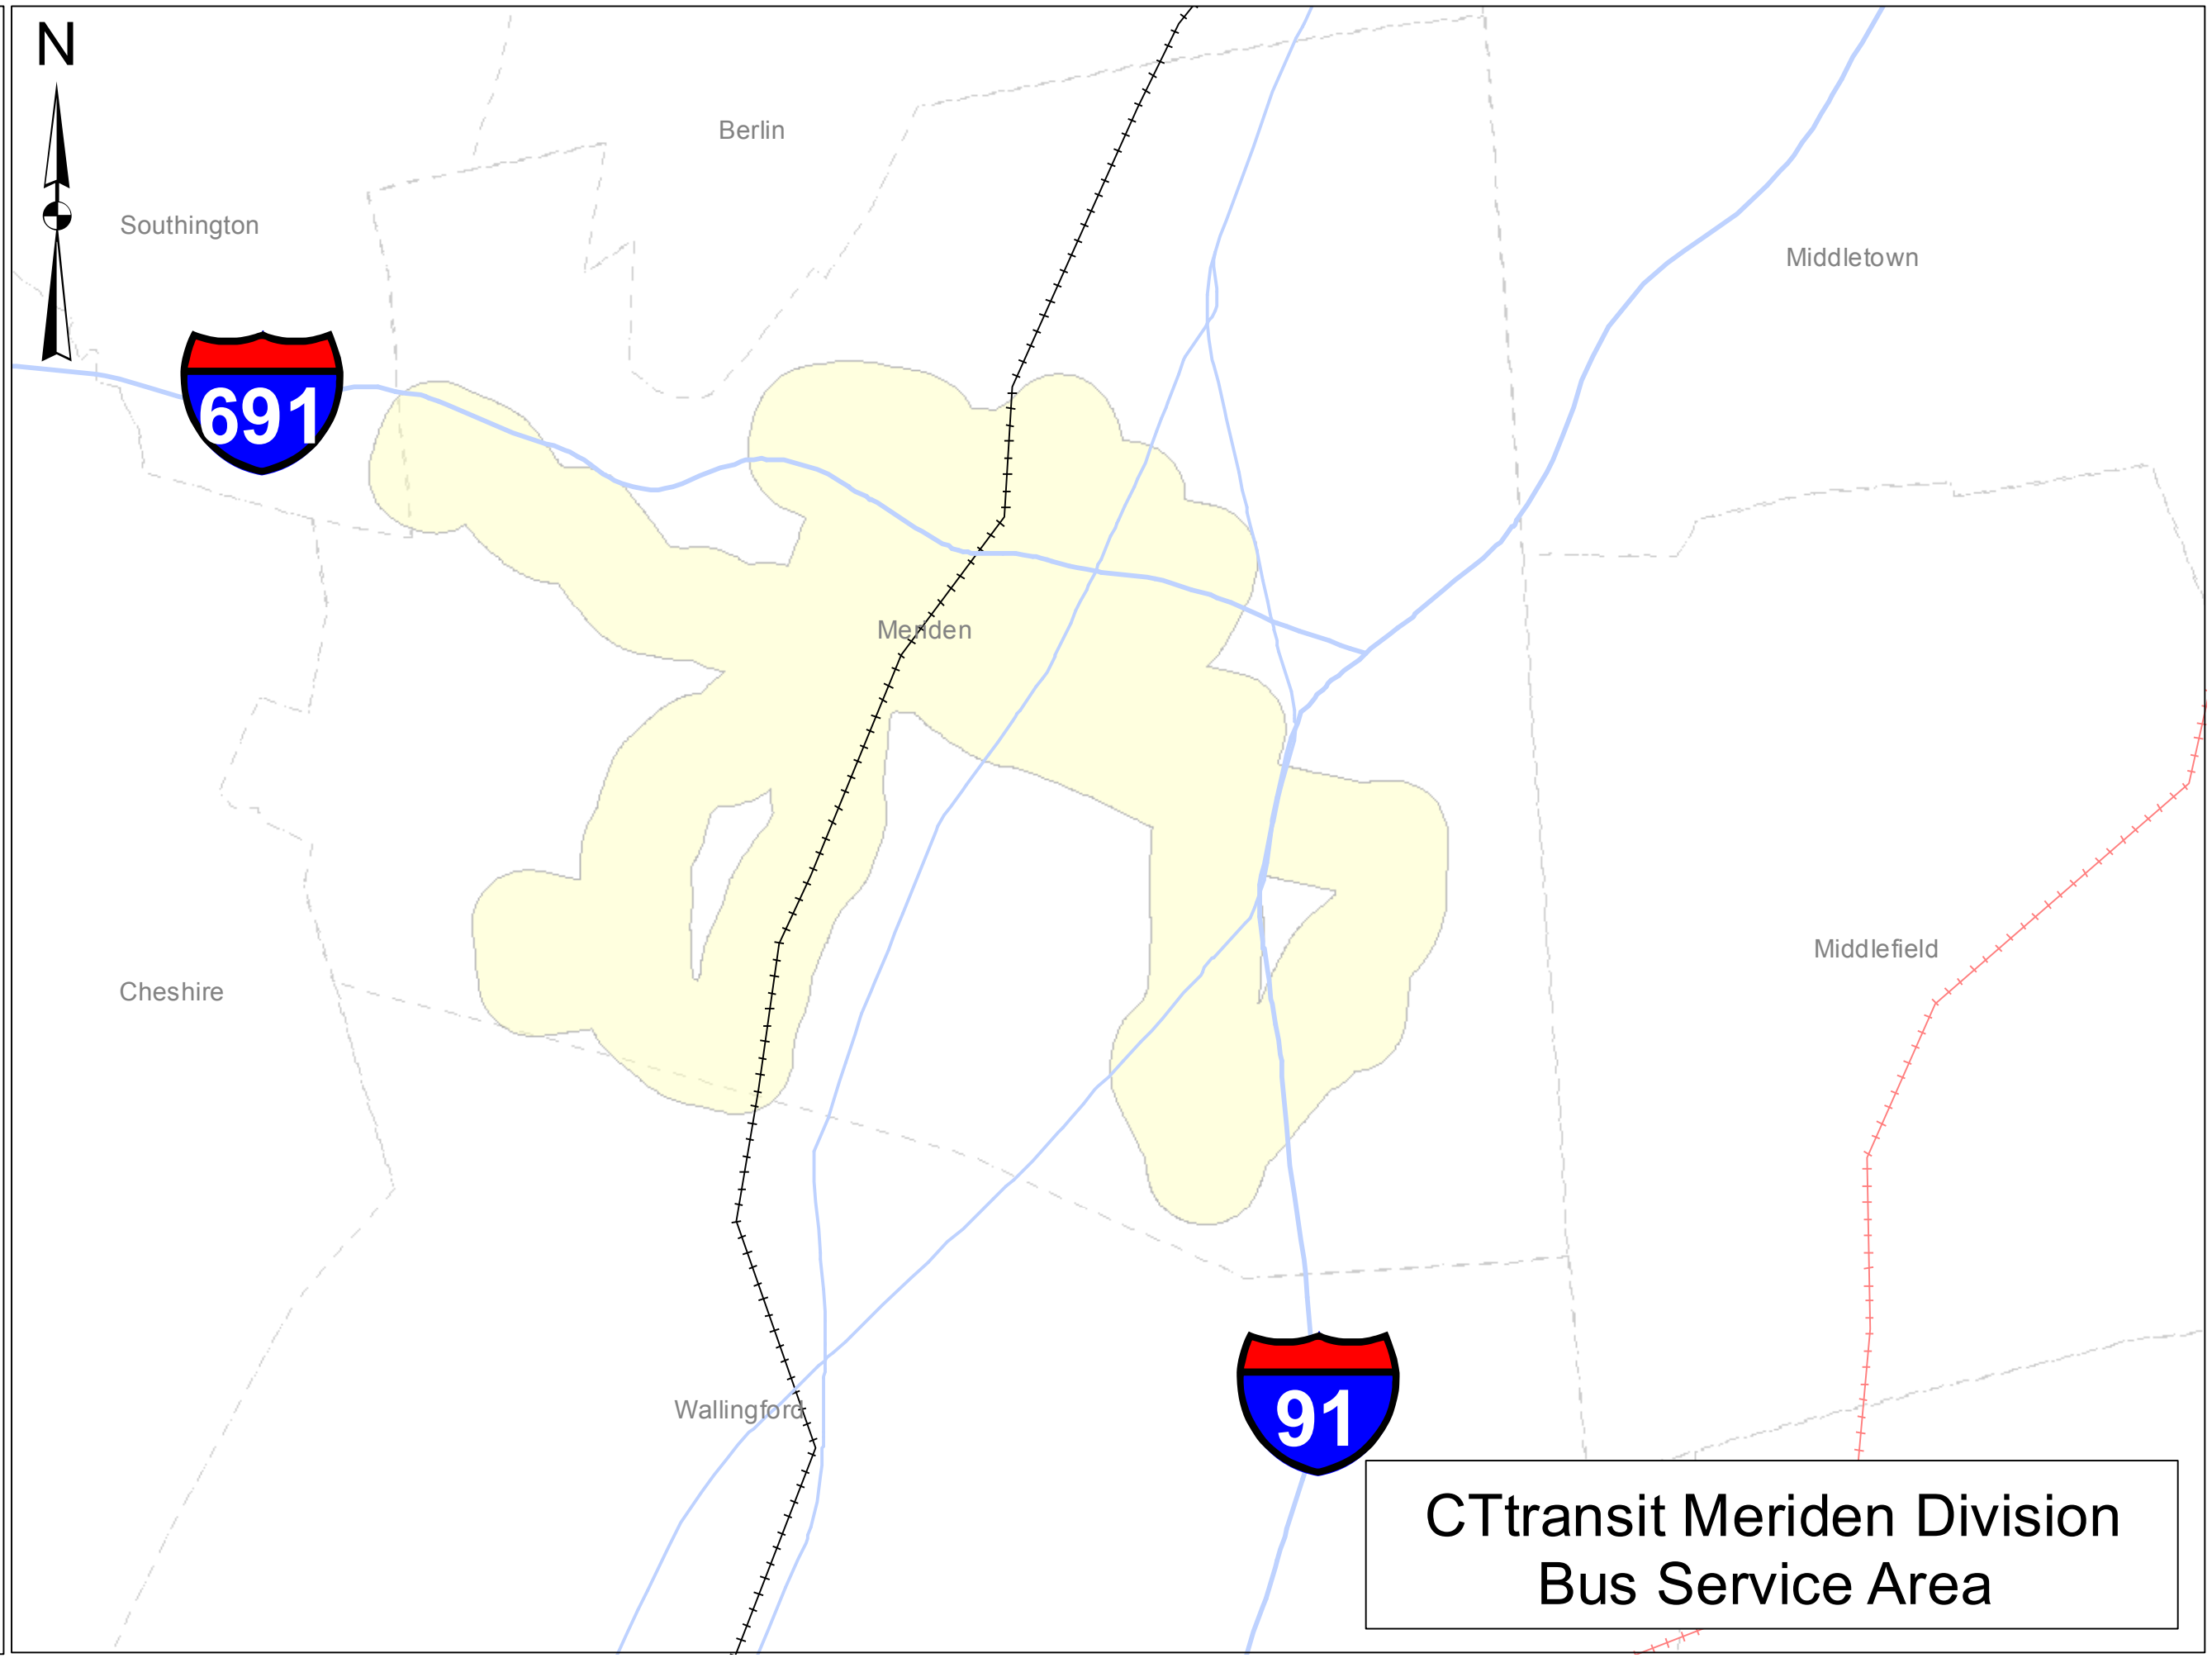 N
Berlin
Southington
Middletown
691
Meriden
Middlefield
Cheshire
Wallingford
91
CTtransit Meriden Division
Bus Service Area